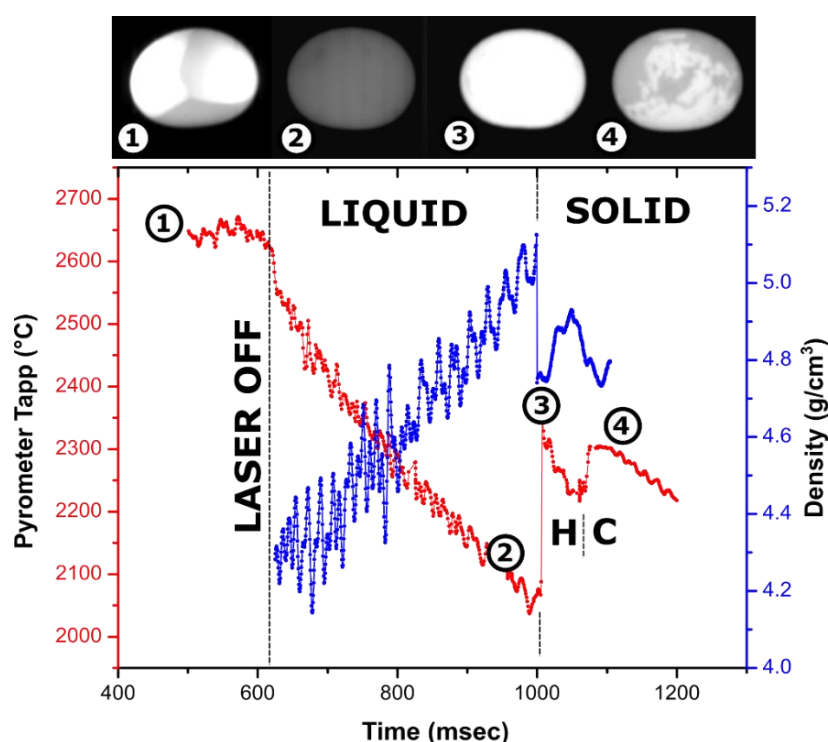 1 2 3 4
LIQUID SOLID
LASER OFF
H C
1
2
3
4
Pyrometer Tapp (°C)
2700
2600
2500
2400
2300
2200
2100
2000
Density (g/cm³)
5.2
5.0
4.8
4.6
4.4
4.2
4.0
400 600 800 1000 1200
Time (msec)